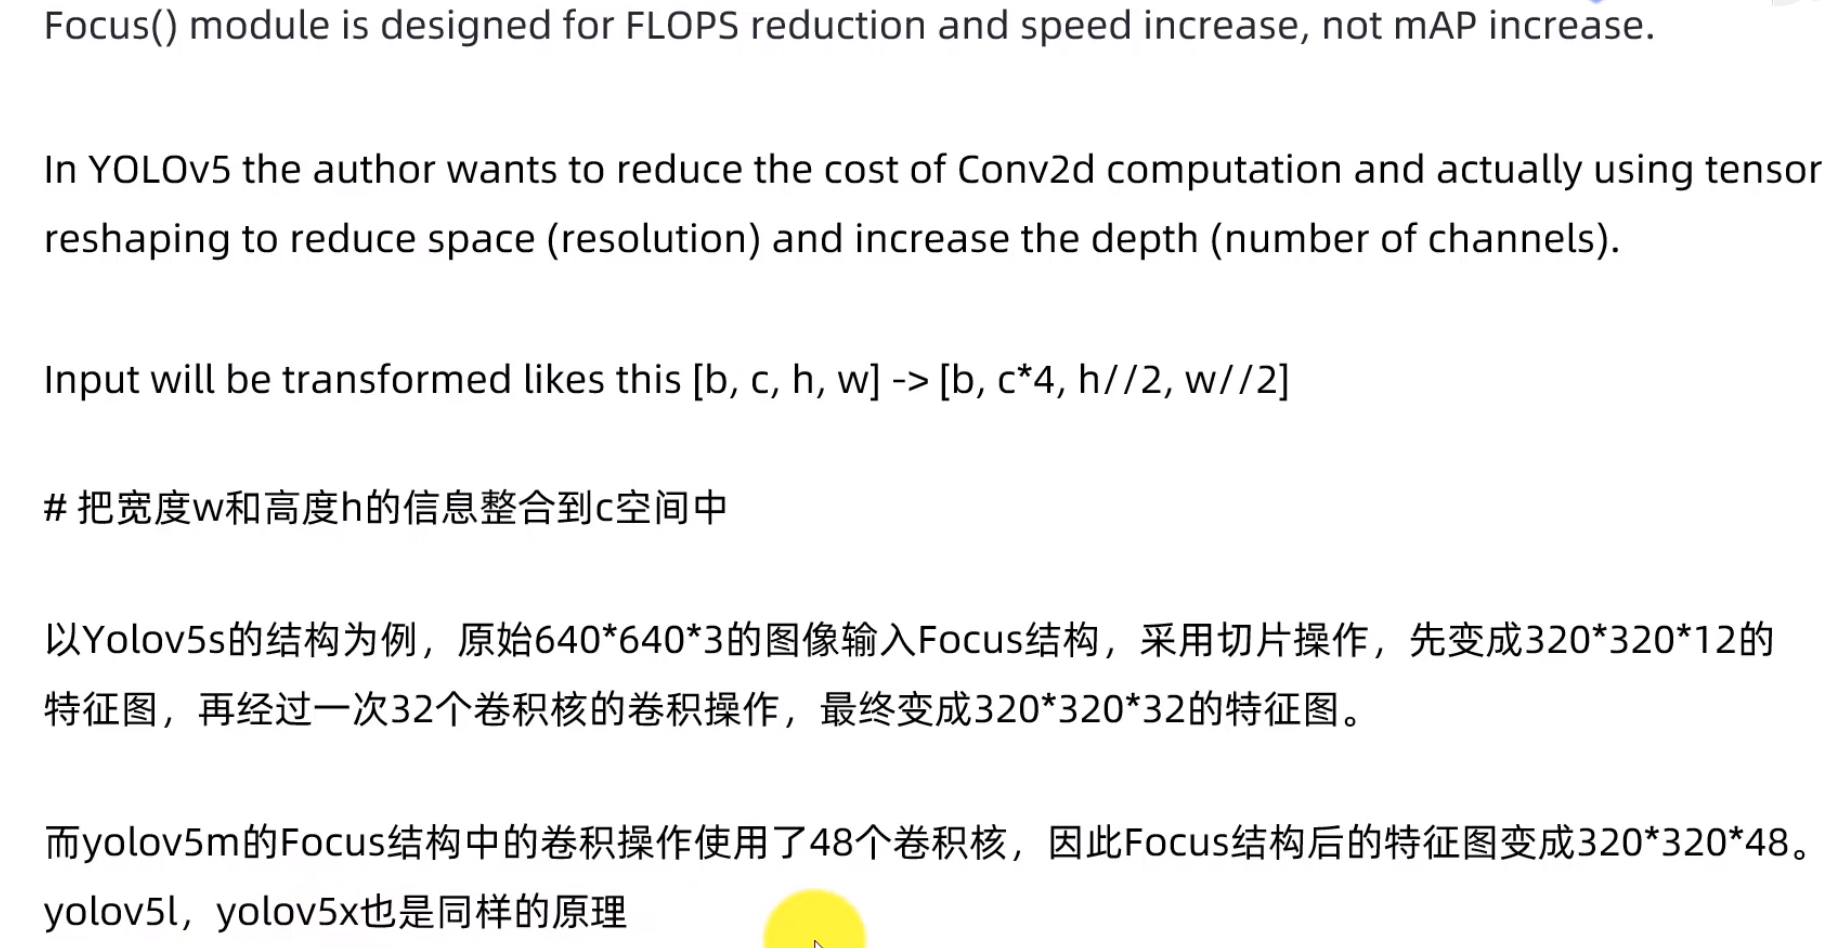 Focus() module is designed for FLOPS reduction and speed increase, not mAP increase.
In YOLOv5 the author wants to reduce the cost of Conv2d computation and actually using tensor
reshaping to reduce space (resolution) and increase the depth (number of channels).
Input will be transformed likes this [b, c, h, w] -> [b, c*4, h//2, w//2]
# 把宽度w和高度h的信息整合到c空间中
以Yolov5s的结构为例，原始640*640*3的图像输入Focus结构，采用切片操作，先变成320*320*12的
特征图，再经过一次32个卷积核的卷积操作，最终变成320*320*32的特征图。
而yolov5m的Focus结构中的卷积操作使用了48个卷积核，因此Focus结构后的特征图变成320*320*48。
yolov5l，yolov5x也是同样的原理